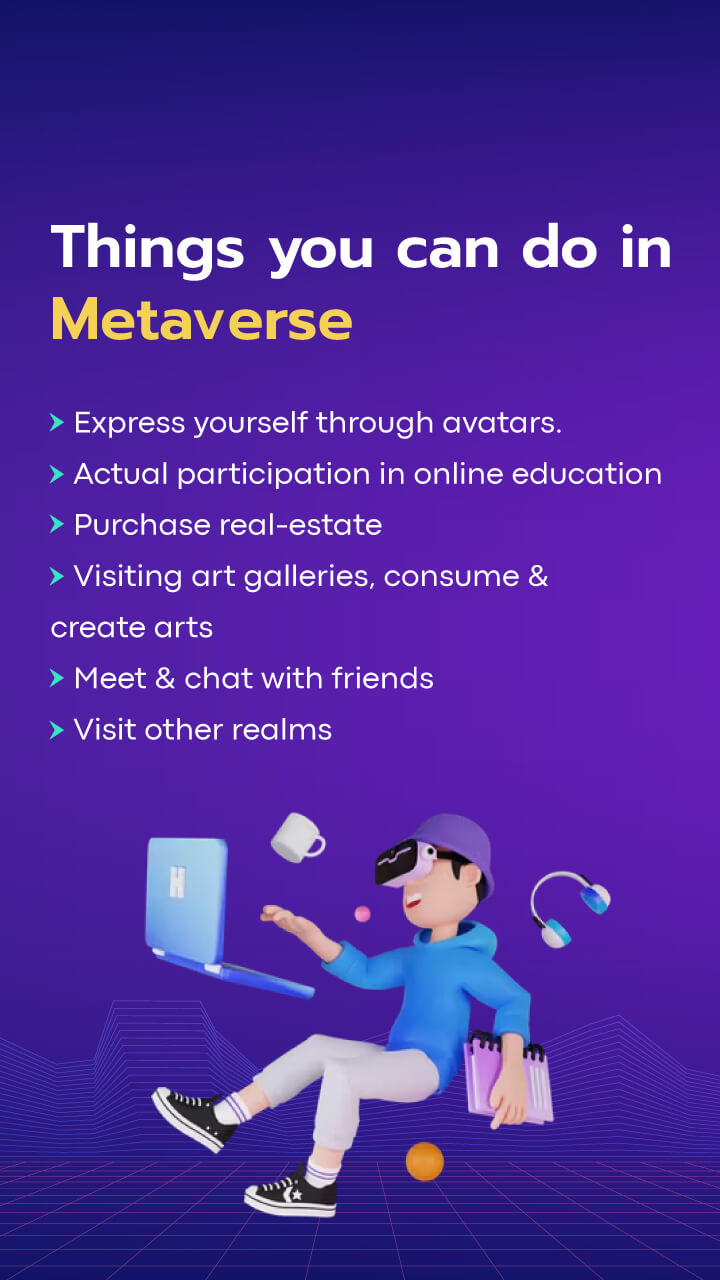 Things you can do in
Metaverse
Express yourself through avatars.
Actual participation in online education
Purchase real-estate
Visiting art galleries, consume &
create arts
Meet & chat with friends
Visit other realms
H